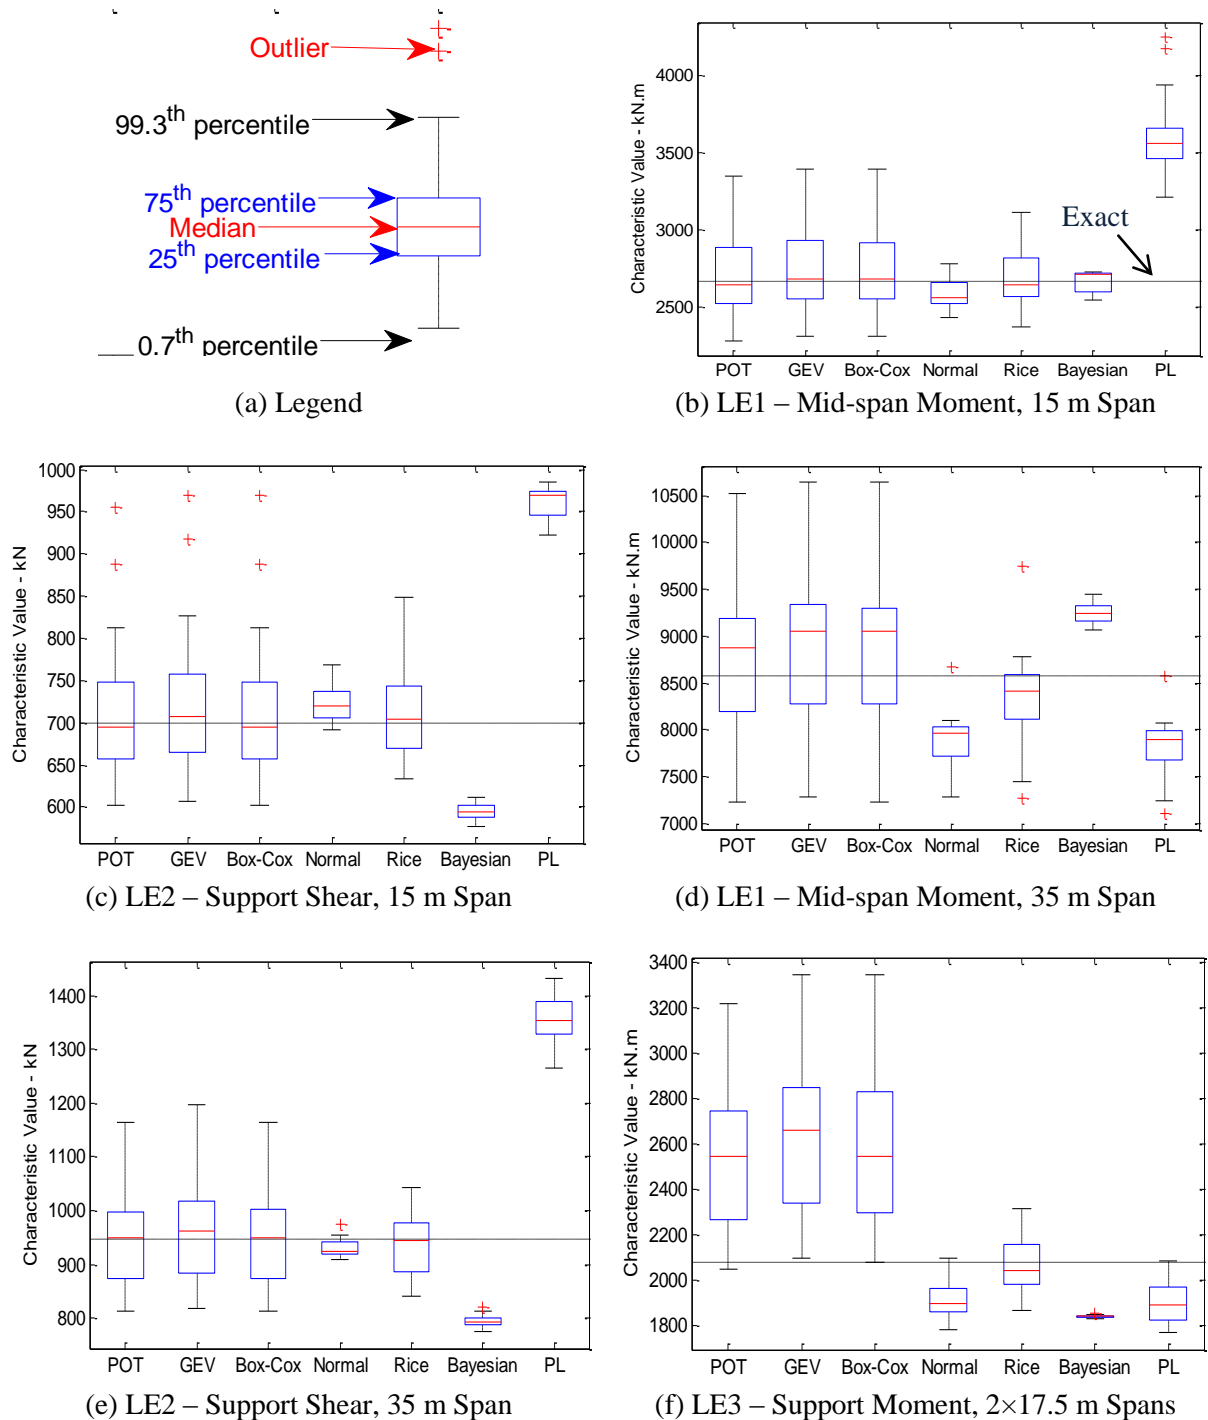 Outlier
99.3th percentile
75th percentile
Median
25th percentile
0.7th percentile
(a) Legend
Characteristic Value - kN.m
4000
3500
3000
2500
Exact
POT GEV Box-Cox Normal Rice Bayesian PL
(b) LE1 – Mid-span Moment, 15 m Span
Characteristic Value - kN
1000
950
900
850
800
750
700
650
600
POT GEV Box-Cox Normal Rice Bayesian PL
(c) LE2 – Support Shear, 15 m Span
Characteristic Value - kN.m
10500
10000
9500
9000
8500
8000
7500
7000
POT GEV Box-Cox Normal Rice Bayesian PL
(d) LE1 – Mid-span Moment, 35 m Span
Characteristic Value - kN
1400
1300
1200
1100
1000
900
800
POT GEV Box-Cox Normal Rice Bayesian PL
(e) LE2 – Support Shear, 35 m Span
Characteristic Value - kN.m
3400
3200
3000
2800
2600
2400
2200
2000
1800
POT GEV Box-Cox Normal Rice Bayesian PL
(f) LE3 – Support Moment, 2×17.5 m Spans